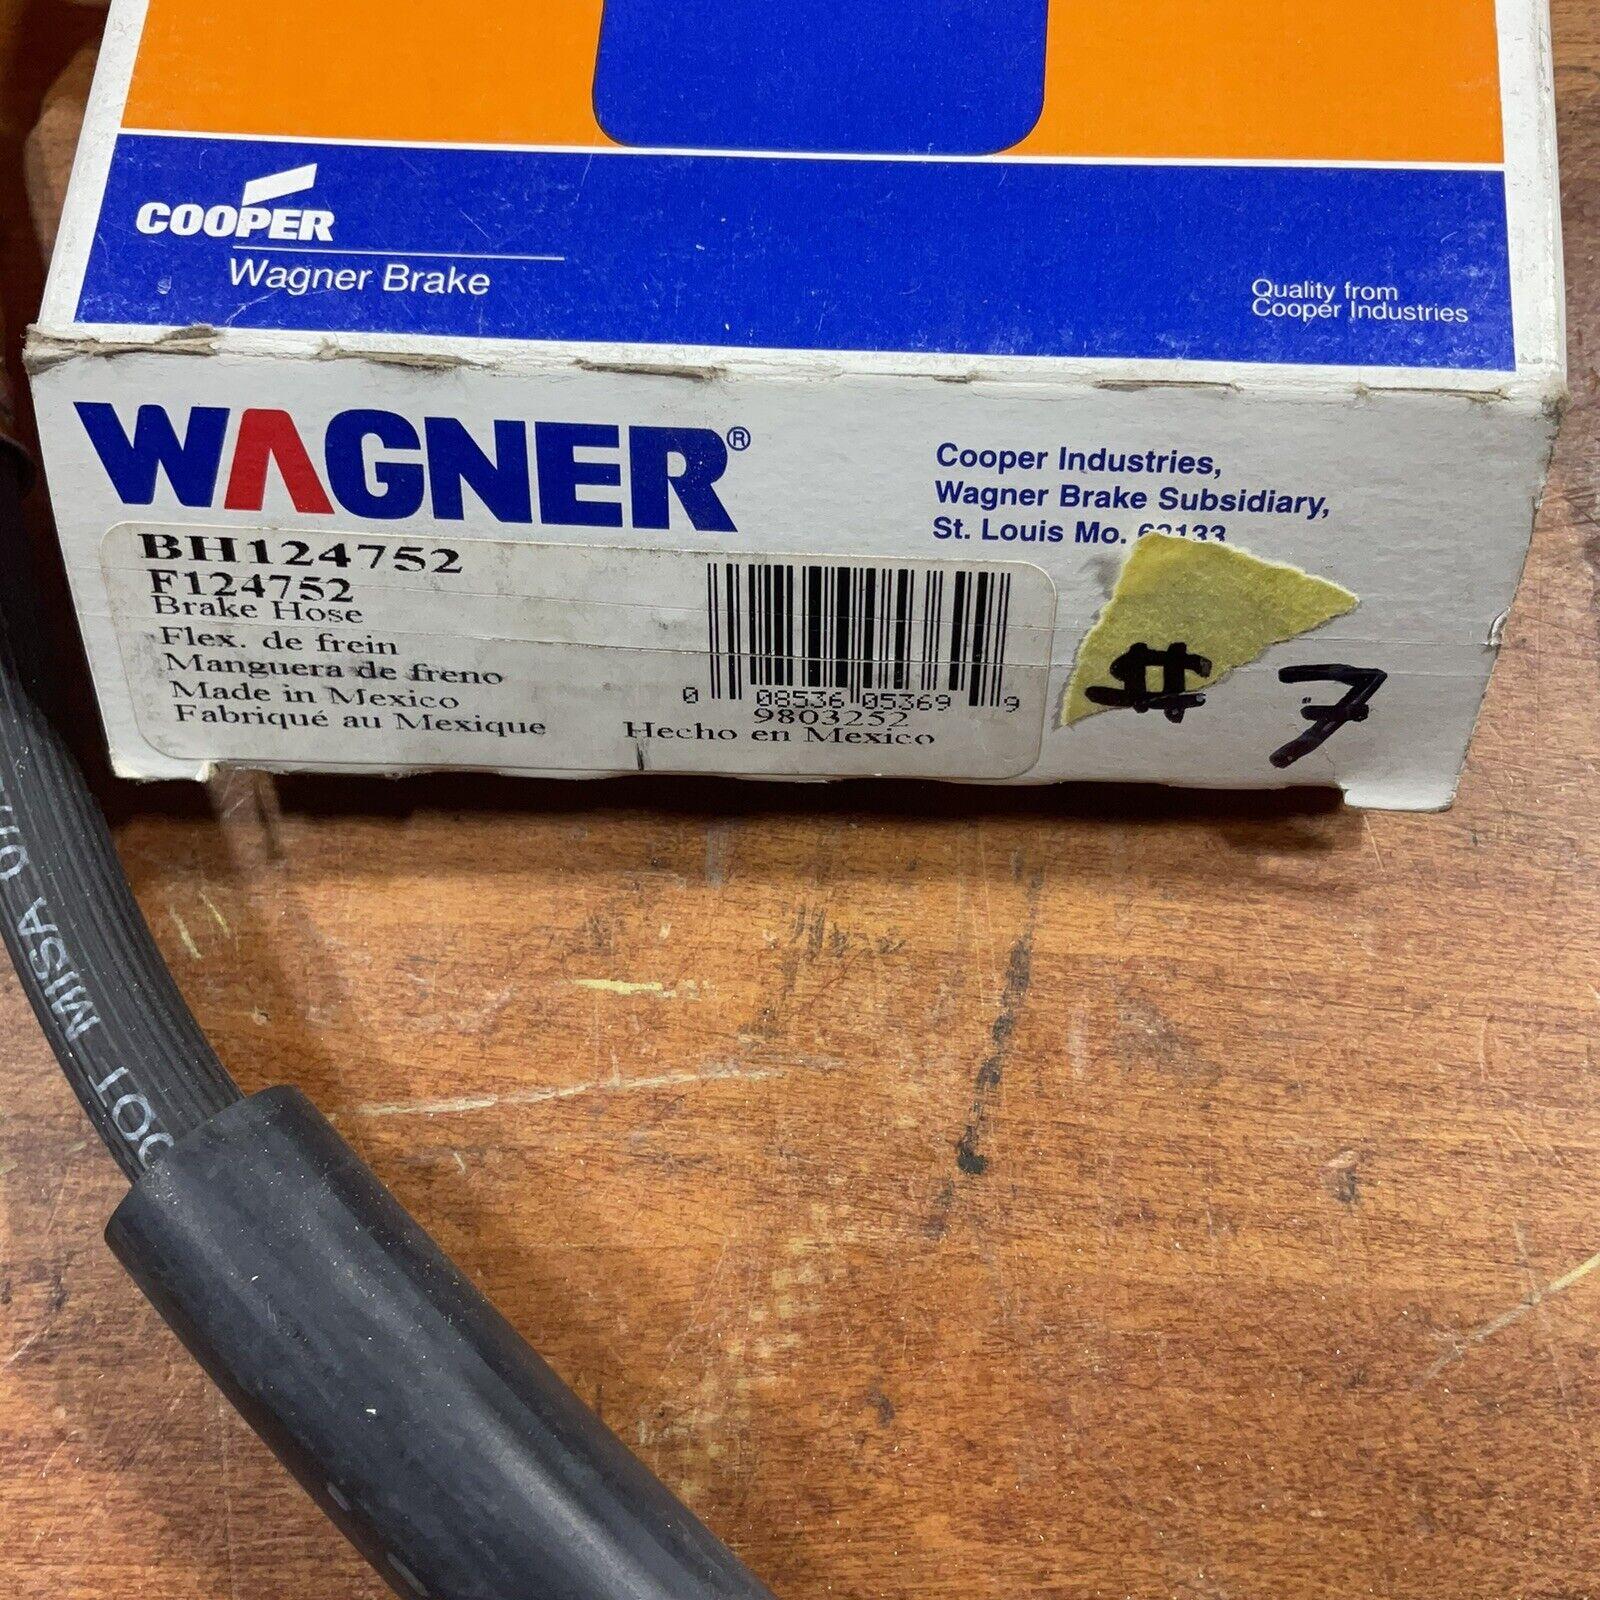 COOPER
Wagner Brake
Quality from
Cooper Industries
WAGNER®
Cooper Industries,
Wagner Brake Subsidiary,
St. Louis Mo. 63133
BH124752
F124752
Brake Hose
Flex. de frein
Manguera de freno
Made in Mexico
Fabriqué au Mexique
0 08536 05369 9
9803252
Hecho en Mexico
$ 7
DOT MISA